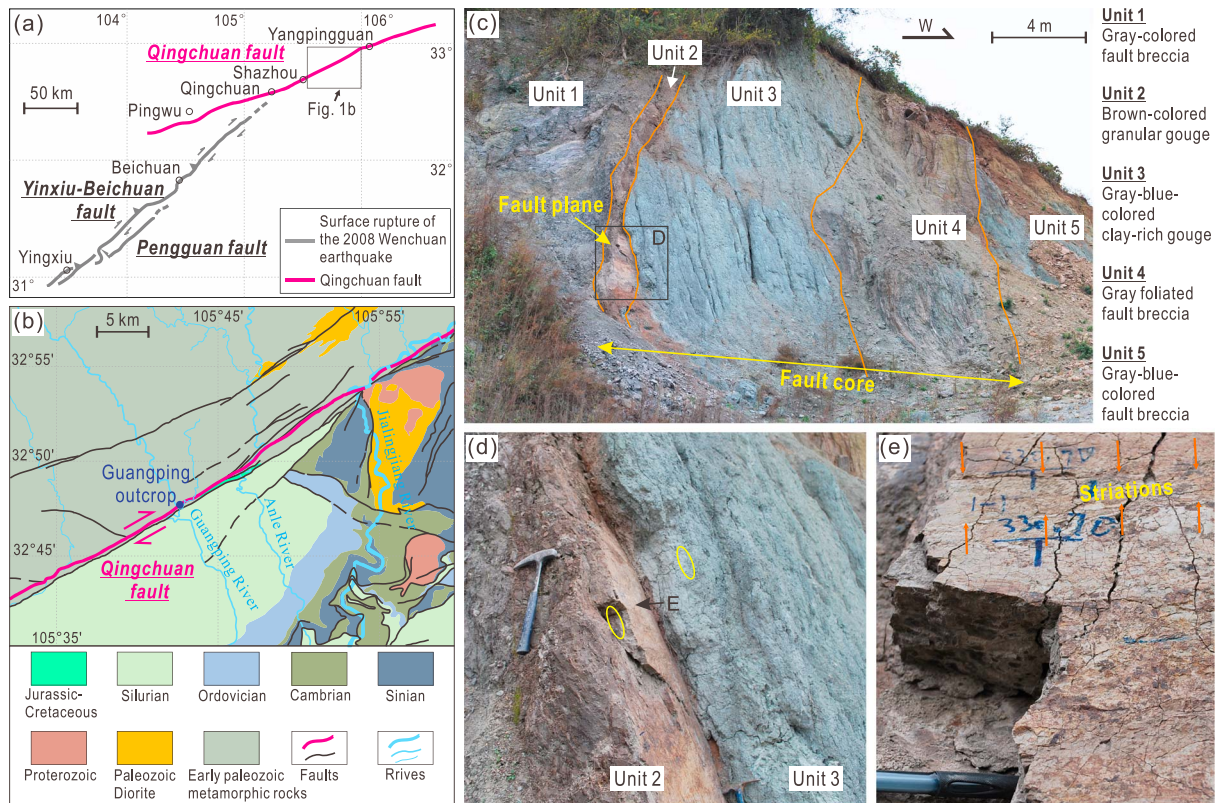 (a)
104°
105°
106°
Qingchuan fault
Yangpingguan
33°
Shazhou
Qingchuan
50 km
Fig. 1b
Pingwu
Beichuan
32°
Yinxiu-Beichuan
fault
Pengguan fault
Yingxiu
31°
Surface rupture of
the 2008 Wenchuan
earthquake
Qingchuan fault
(b)
5 km
105°45'
105°55'
32°55'
32°50'
32°45'
105°35'
Jialingjiang River
Guangping
outcrop
Anle River
Guangping River
Qingchuan
fault
Jurassic-
Cretaceous
Silurian
Ordovician
Cambrian
Sinian
Proterozoic
Paleozoic
Diorite
Early paleozoic
metamorphic rocks
Faults
Rrives
(c)
W
4 m
Unit 1
Unit 2
Unit 3
Unit 4
Unit 5
Fault plane
D
Fault core
Unit 1
Gray-colored
fault breccia
Unit 2
Brown-colored
granular gouge
Unit 3
Gray-blue-
colored
clay-rich gouge
Unit 4
Gray foliated
fault breccia
Unit 5
Gray-blue-
colored
fault breccia
(d)
E
Unit 2
Unit 3
(e)
Striations